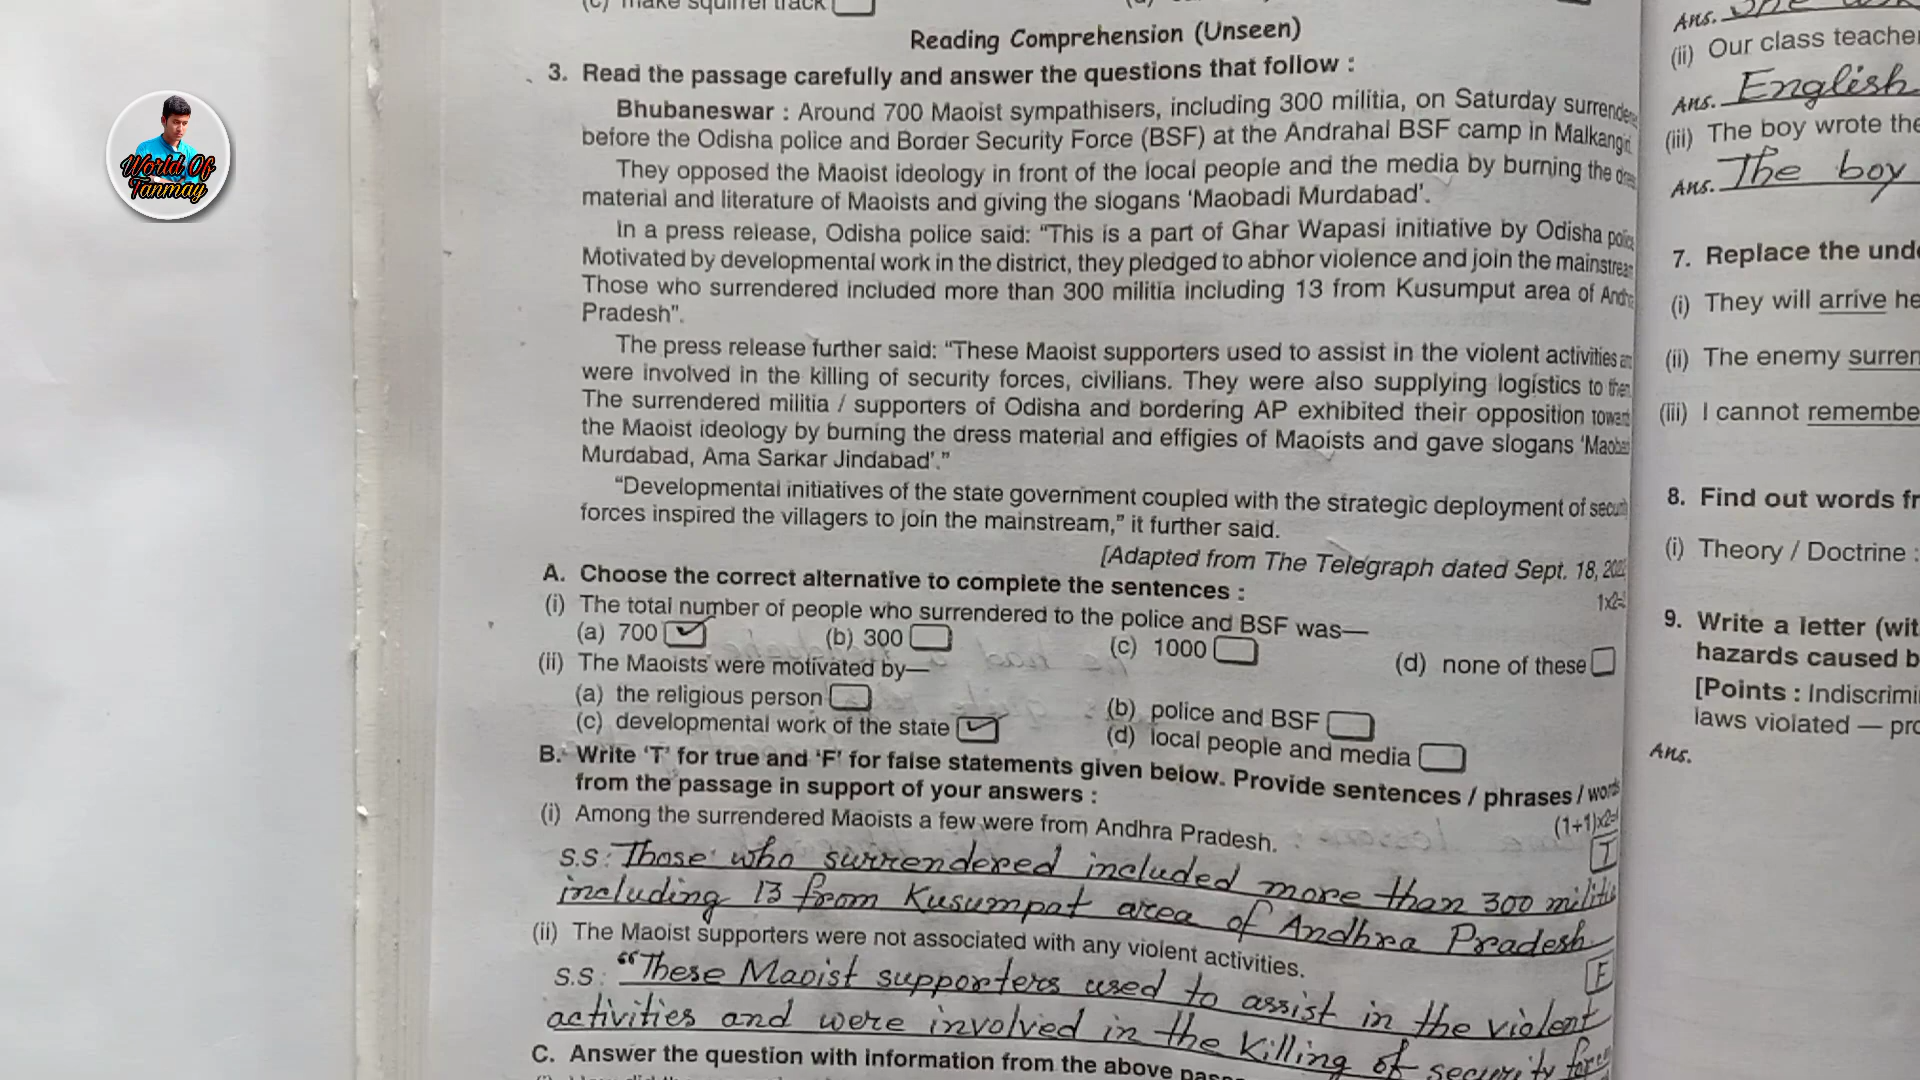 (c) make squirrel track
Reading Comprehension (Unseen)
3. Read the passage carefully and answer the questions that follow :
Bhubaneswar : Around 700 Maoist sympathisers, including 300 militia, on Saturday
before the Odisha police and Border Security Force (BSF) at the Andrahal BSF camp in
They opposed the Maoist ideology in front of the local people and the media by burning the
material and literature of Maoists and giving the slogans 'Maobadi Murdabad'.
In a press release, Odisha police said: “This is a part of Ghar Wapasi initiative by Odisha
Motivated by developmental work in the district, they pledged to abhor violence and join the
Those who surrendered included more than 300 militia including 13 from Kusumput area of
Pradesh”.
The press release further said: “These Maoist supporters used to assist in the violent activities
were involved in the killing of security forces, civilians. They were also supplying logistics to
The surrendered militia / supporters of Odisha and bordering AP exhibited their opposition
the Maoist ideology by burning the dress material and effigies of Maoists and gave slogans
Murdabad, Ama Sarkar Jindabad'.”
“Developmental initiatives of the state government coupled with the strategic deployment of
forces inspired the villagers to join the mainstream,” it further said.
[Adapted from The Telegraph dated Sept. 18,
A. Choose the correct alternative to complete the sentences :
(i) The total number of people who surrendered to the police and BSF was—
(a) 700 (b) 300 (c) 1000 (d) none of these
(ii) The Maoists were motivated by—
(a) the religious person (b) police and BSF
(c) developmental work of the state (d) local people and media
B. Write ‘T’ for true and ‘F’ for false statements given below. Provide sentences / phrases / words
from the passage in support of your answers :
(i) Among the surrendered Maoists a few were from Andhra Pradesh. T
S.S: Those who surrendered included more than 300
including 13 from Kusumpat area of Andhra Pradesh
(ii) The Maoist supporters were not associated with any violent activities. F
S.S: “These Maoist supporters used to assist in the violent
activities and were involved in the killing of security
C. Answer the question with information from the above
Ans.
(ii) Our class
Ans. English
(iii) The boy wrote the
Ans. The boy
7. Replace the
(i) They will arrive
(ii) The enemy
(iii) I cannot
8. Find out words
(i) Theory / Doctrine :
9. Write a letter
hazards caused
[Points :
laws violated —
Ans.
World Of
Tanmay